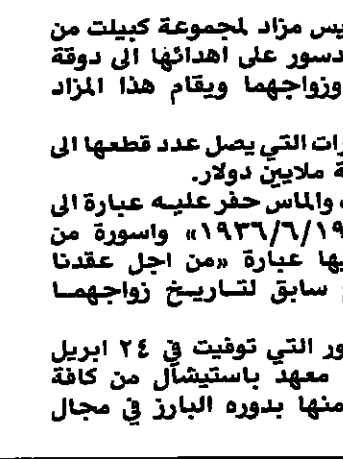 يس مزاد لمجموعة كبيلت من
دسور على اهدائها الى دوقة
وزواجهما ويقام هذا المزاد
رات التي يصل عدد قطعها الى
ة ملايين دولار.
والماس حفر عليه عبارة الى
١٩٣٦/٦/١٩» واسورة من
يها عبارة «من اجل عقدنا
سابق لتاريخ زواجهما
ور التي توفيت في ٢٤ ابريل
معهد باستيشآل من كافة
منها بدوره البارز في مجال